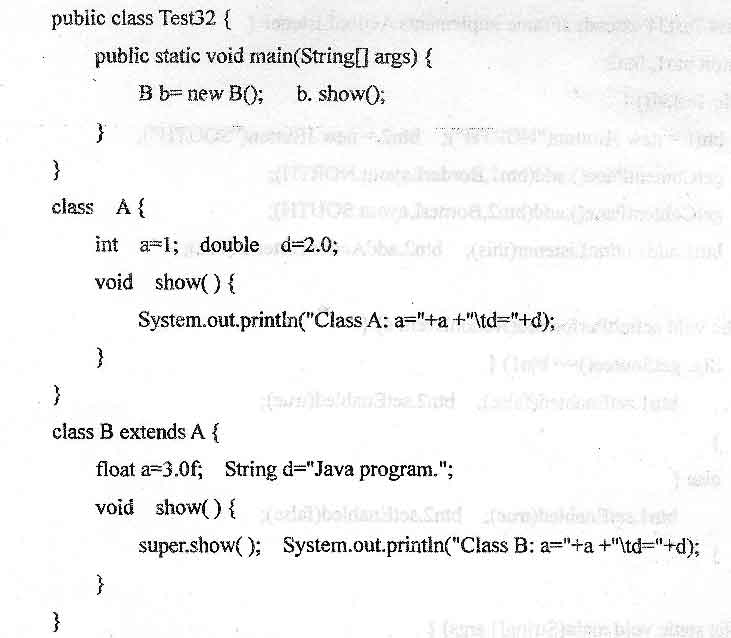 public class Test32 {
public static void main(String[] args) {
B b= new B(); b. show();
}
}
class A {
int a=1; double d=2.0;
void show( ) {
System.out.println("Class A: a="+a +"\td="+d);
}
}
class B extends A {
float a=3.0f; String d="Java program.";
void show( ) {
super.show( ); System.out.println("Class B: a="+a +"\td="+d);
}
}